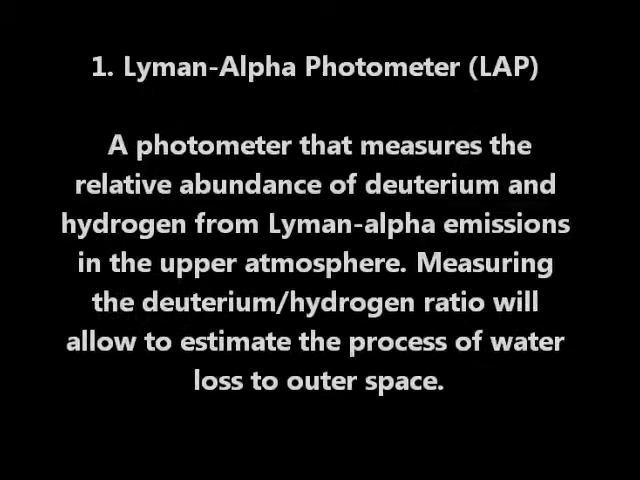 1. Lyman-Alpha Photometer (LAP)
A photometer that measures the
relative abundance of deuterium and
hydrogen from Lyman-alpha emissions
in the upper atmosphere. Measuring
the deuterium/hydrogen ratio will
allow to estimate the process of water
loss to outer space.